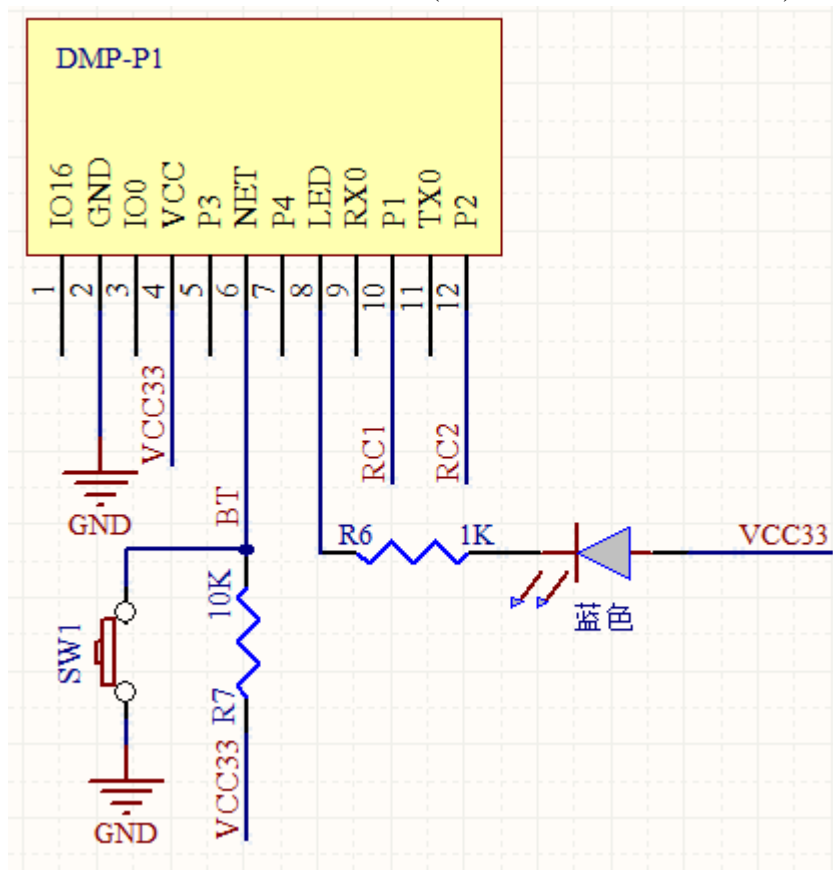 DMP-P1
IO16
GND
IO0
VCC
P3
NET
P4
LED
RX0
P1
TX0
P2
1
2
3
4
5
6
7
8
9
10
11
12
VCC33
GND
BT
RC1
RC2
R6 1K
VCC33
蓝色
10K
R7
SW1
VCC33
GND